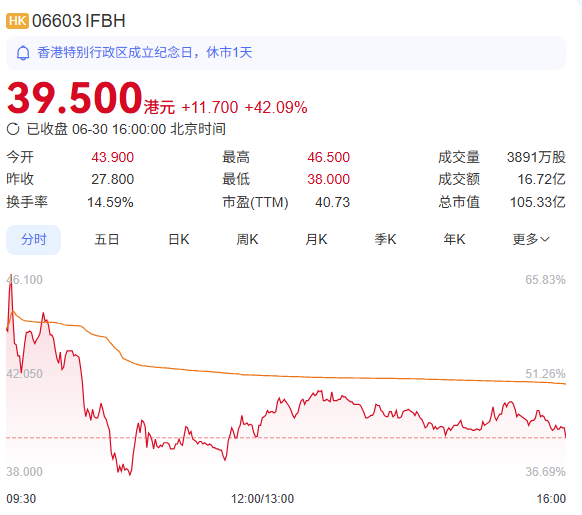 HK 06603 IFBH
香港特别行政区成立纪念日，休市1天
39.500港元 +11.700 +42.09%
已收盘 06-30 16:00:00 北京时间
今开 43.900 最高 46.500 成交量 3891万股
昨收 27.800 最低 38.000 成交额 16.72亿
换手率 14.59% 市盈(TTM) 40.73 总市值 105.33亿
分时 五日 日K 周K 月K 季K 年K 更多
46.100 65.83%
42.050 51.26%
38.000 36.69%
09:30 12:00/13:00 16:00